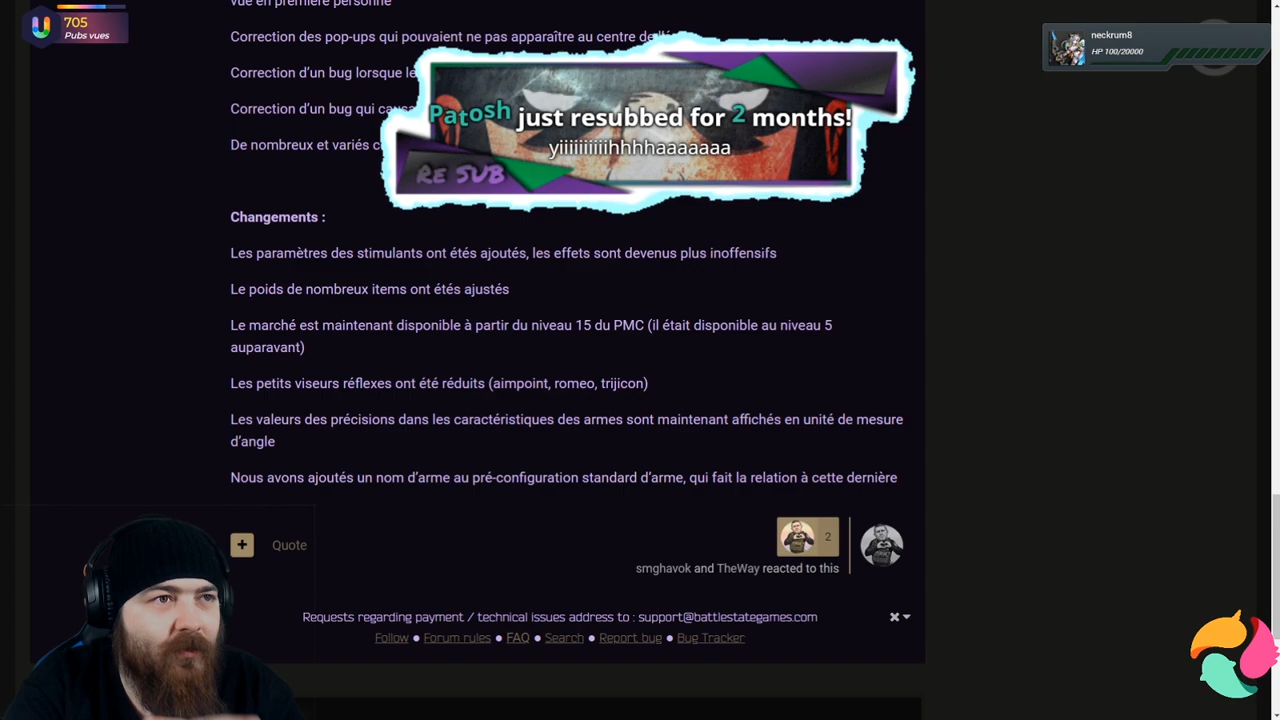 vue en première personne
705
Pubs vues
neckrum8
HP 100/20000
Correction des pop-ups qui pouvaient ne pas apparaître au centre de
Correction d'un bug lorsque le
Correction d'un bug qui
De nombreux et variés
Patosh just resubbed for 2 months!
yiiiiiiiiiihhhhaaaaaaa
RE SUB
Changements :
Les paramètres des stimulants ont étés ajoutés, les effets sont devenus plus inoffensifs
Le poids de nombreux items ont étés ajustés
Le marché est maintenant disponible à partir du niveau 15 du PMC (il était disponible au niveau 5
auparavant)
Les petits viseurs réflexes ont été réduits (aimpoint, romeo, trijicon)
Les valeurs des précisions dans les caractéristiques des armes sont maintenant affichés en unité de mesure
d'angle
Nous avons ajoutés un nom d'arme au pré-configuration standard d'arme, qui fait la relation à cette dernière
+ Quote
2
smghavok and TheWay reacted to this
Requests regarding payment / technical issues address to : support@battlestategames.com
Follow ● Forum rules ● FAQ ● Search ● Report bug ● Bug Tracker